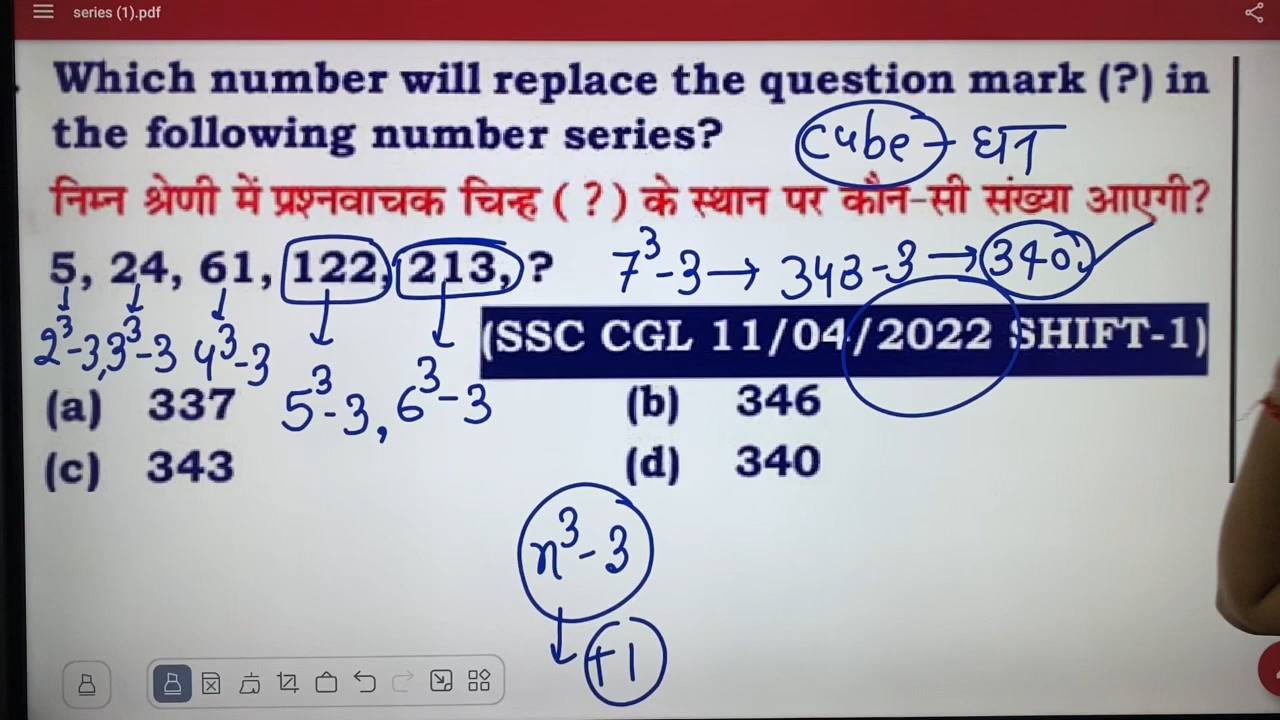 series (1).pdf
Which number will replace the question mark (?) in
the following number series?
cube → घन
निम्न श्रेणी में प्रश्नवाचक चिन्ह ( ? ) के स्थान पर कौन-सी संख्या आएगी?
5, 24, 61, 122, 213, ?
7³-3 → 343-3 → 340
2³-3, 3³-3 4³-3
(SSC CGL 11/04/2022 SHIFT-1)
5³-3, 6³-3
(a) 337 (b) 346
(c) 343 (d) 340
n³-3
+1